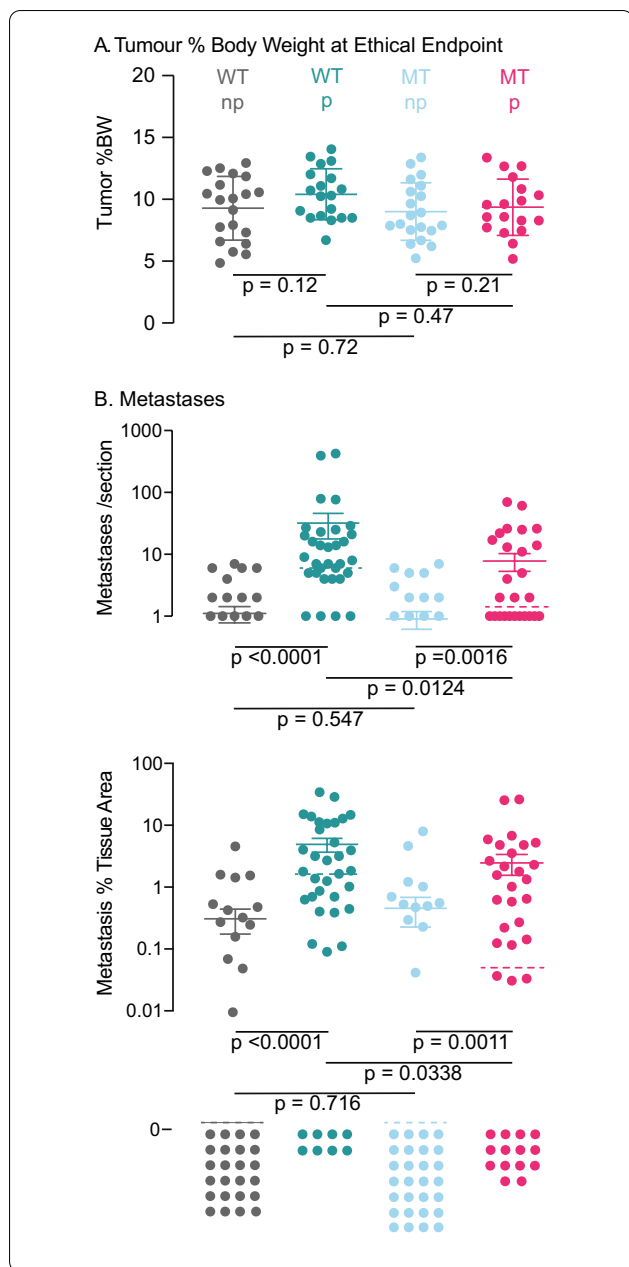 A. Tumour % Body Weight at Ethical Endpoint
WT WT MT MT
np p np p
Tumor %BW
20
15
10
5
0
p = 0.12
p = 0.21
p = 0.47
p = 0.72
B. Metastases
Metastases /section
1000
100
10
1
p <0.0001
p =0.0016
p = 0.0124
p = 0.547
Metastasis % Tissue Area
100
10
1
0.1
0.01
p <0.0001
p = 0.0011
p = 0.0338
p = 0.716
0